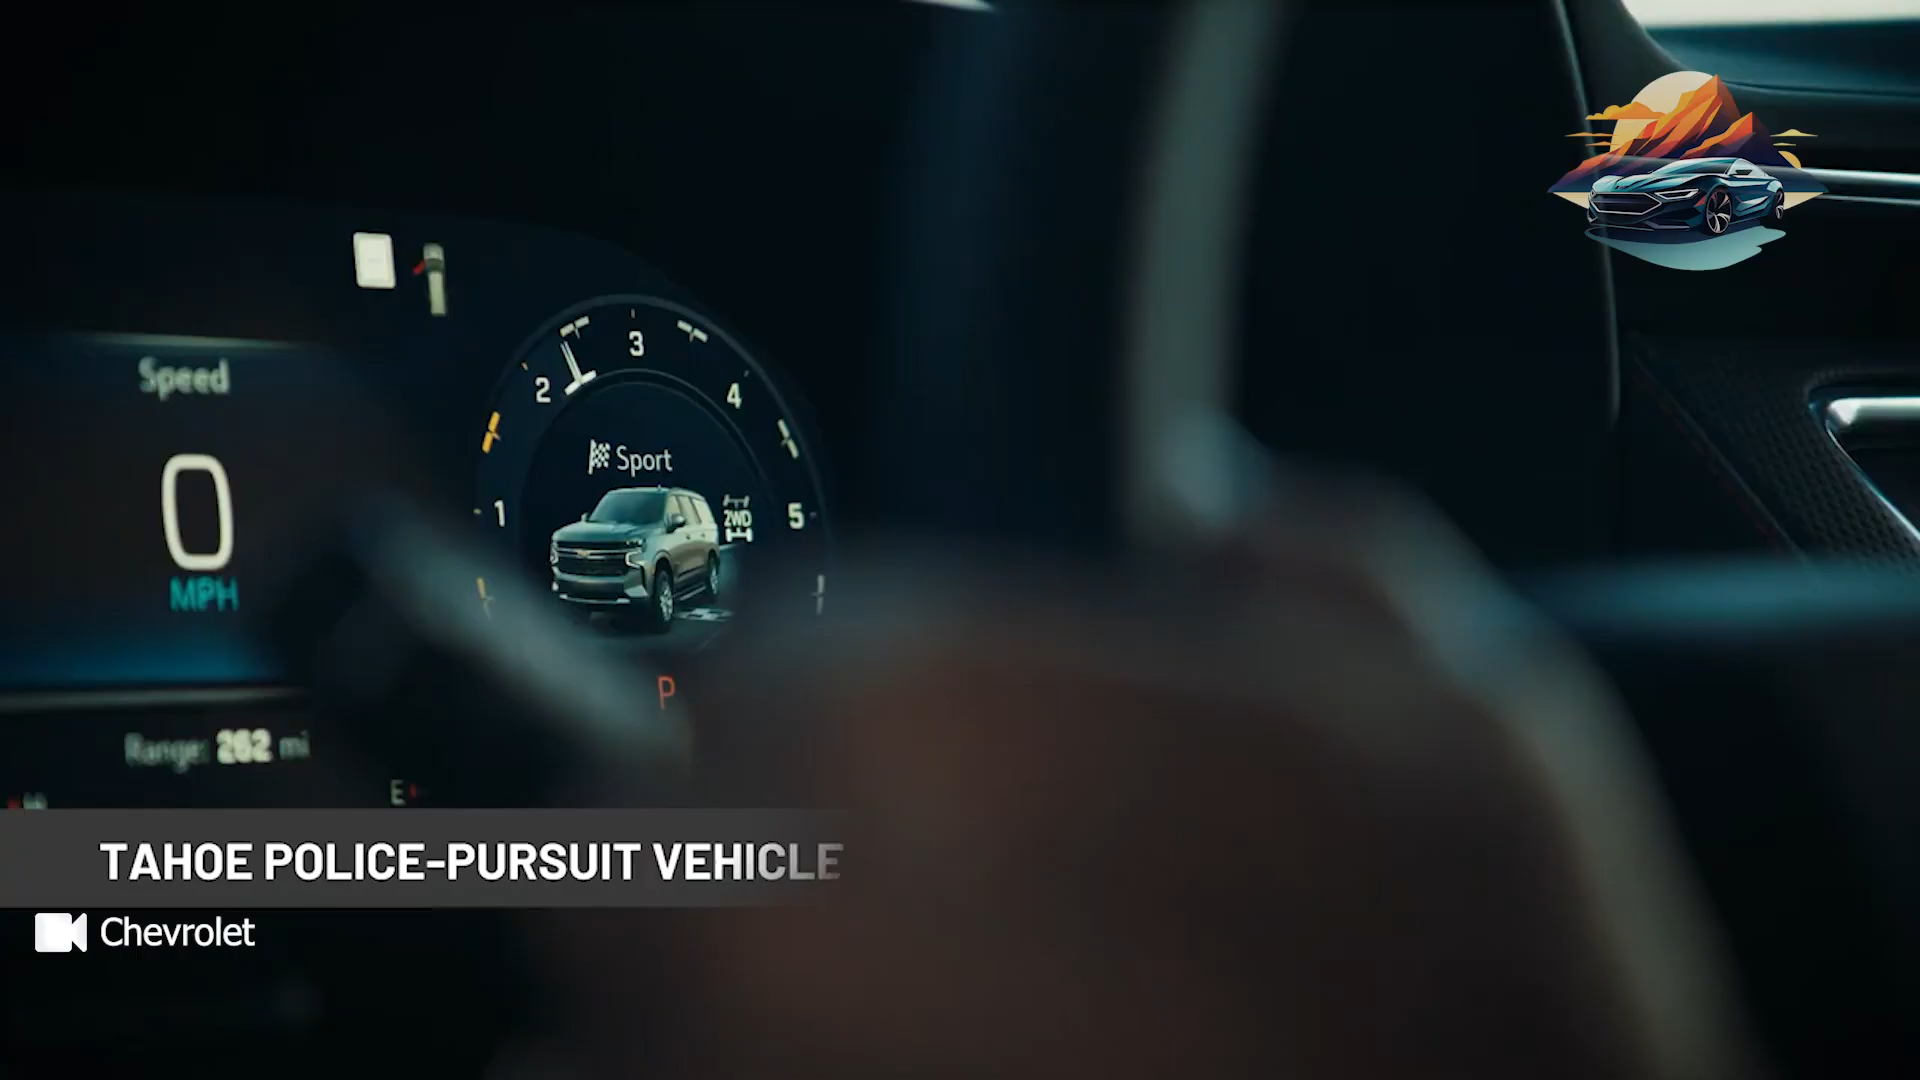 Speed
0
MPH
Range: 262 mi
E
1
2
3
4
5
Sport
2WD
P
TAHOE POLICE-PURSUIT VEHICLE
Chevrolet